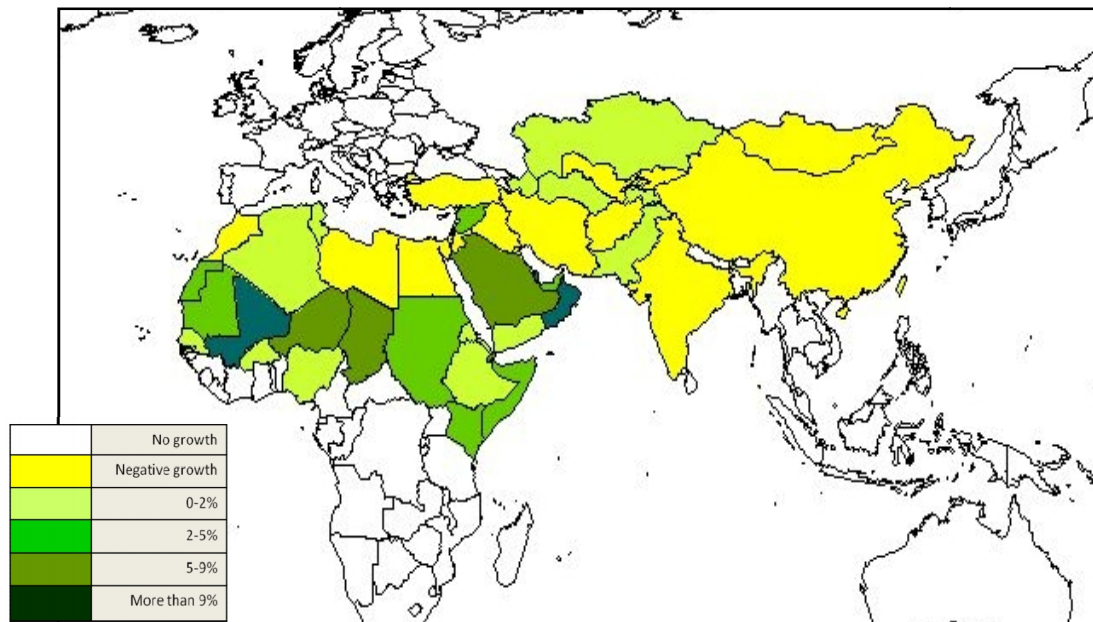 No growth
Negative growth
0-2%
2-5%
5-9%
More than 9%